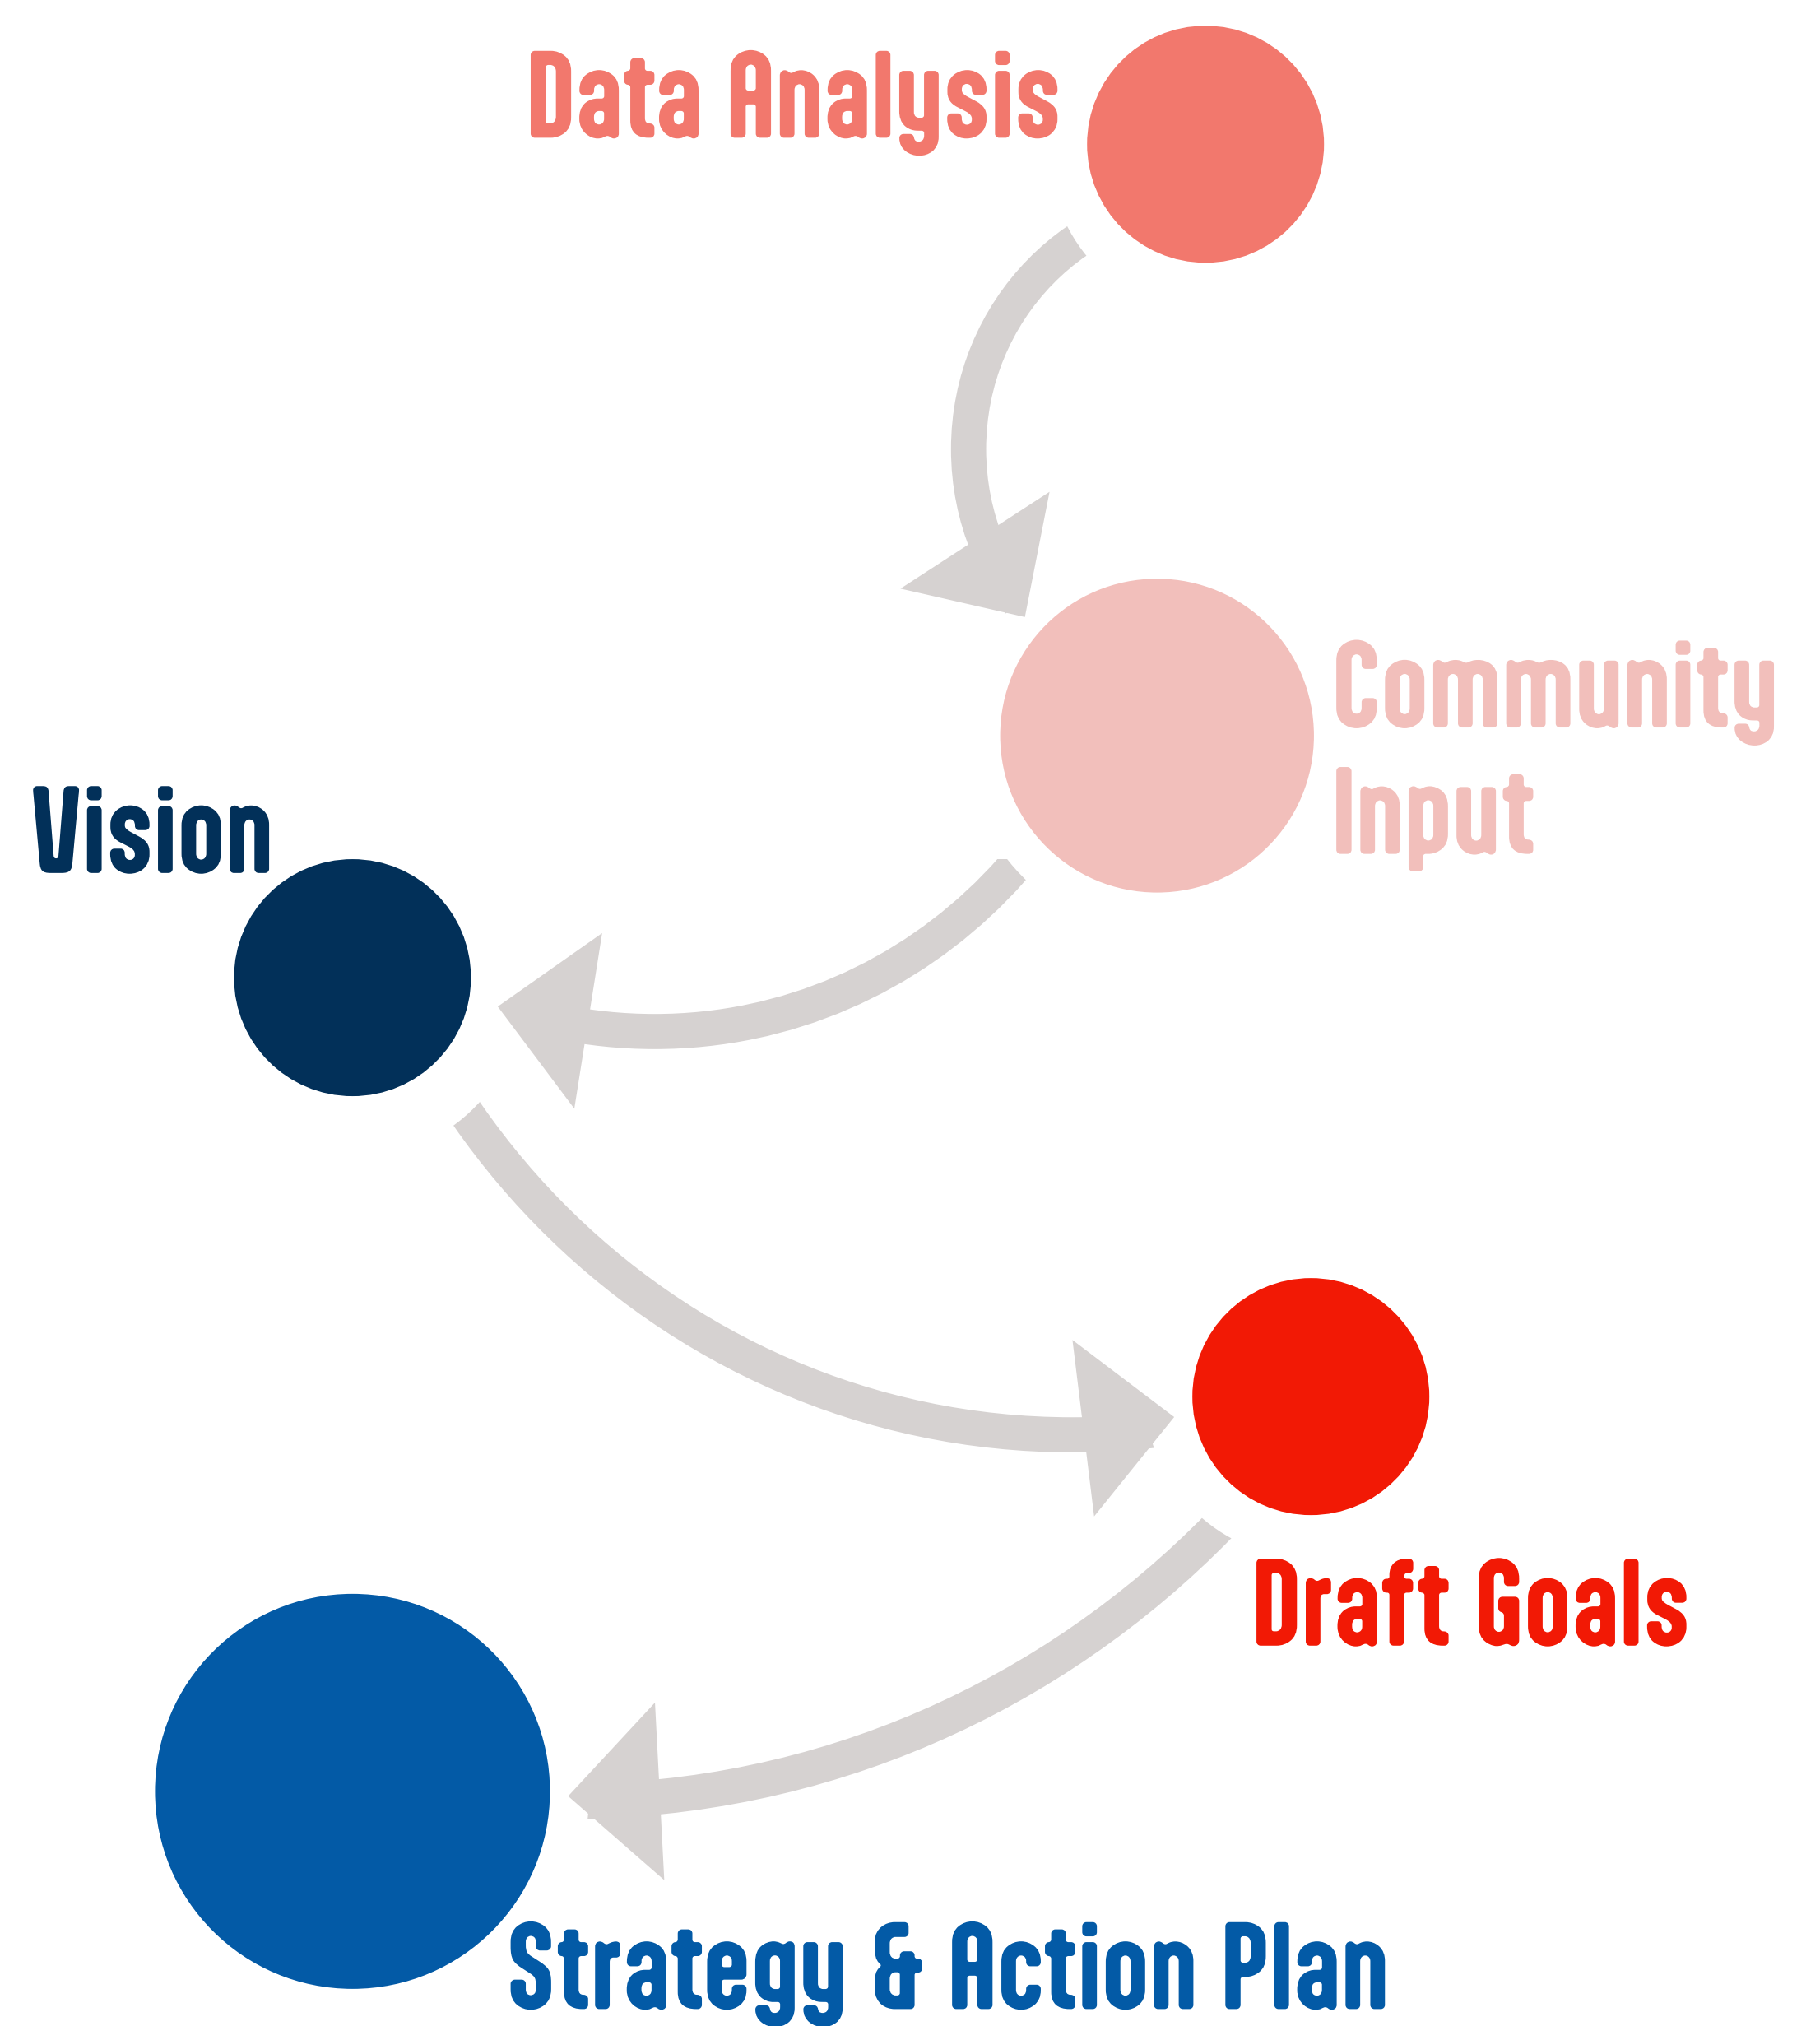 Data Analysis
Community
Input
Vision
Draft Goals
Strategy & Action Plan